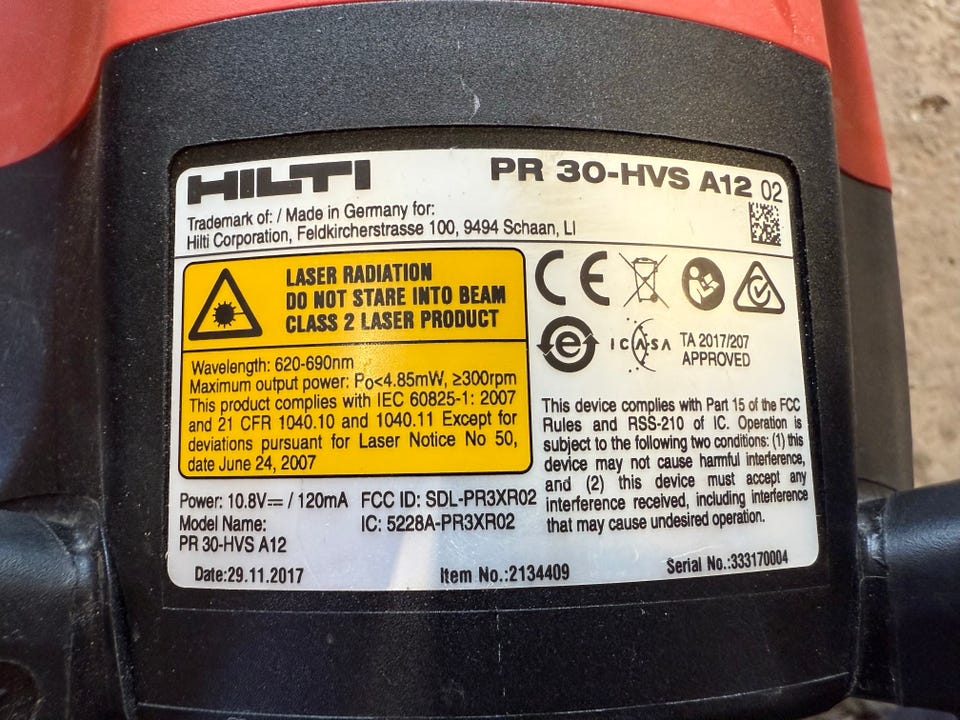 HILTI
PR 30-HVS A12 02
Trademark of: / Made in Germany for:
Hilti Corporation, Feldkircherstrasse 100, 9494 Schaan, LI
LASER RADIATION
DO NOT STARE INTO BEAM
CLASS 2 LASER PRODUCT
Wavelength: 620-690nm
Maximum output power: Po<4.85mW, ≥300rpm
This product complies with IEC 60825-1: 2007
and 21 CFR 1040.10 and 1040.11 Except for
deviations pursuant for Laser Notice No 50,
date June 24, 2007
CE
e
ICASA
TA 2017/207
APPROVED
This device complies with Part 15 of the FCC
Rules and RSS-210 of IC. Operation is
subject to the following two conditions: (1) this
device may not cause harmful interference,
and (2) this device must accept any
interference received, including interference
that may cause undesired operation.
Power: 10.8V⎓ / 120mA
FCC ID: SDL-PR3XR02
Model Name:
IC: 5228A-PR3XR02
PR 30-HVS A12
Date:29.11.2017
Item No.:2134409
Serial No.:333170004